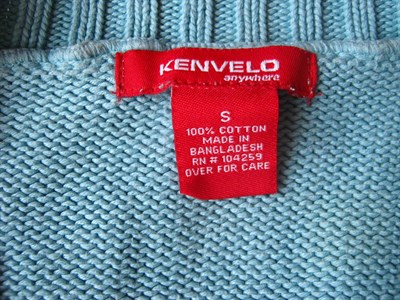 KENVELO
anywhere
S
100% COTTON
MADE IN
BANGLADESH
RN # 104259
OVER FOR CARE